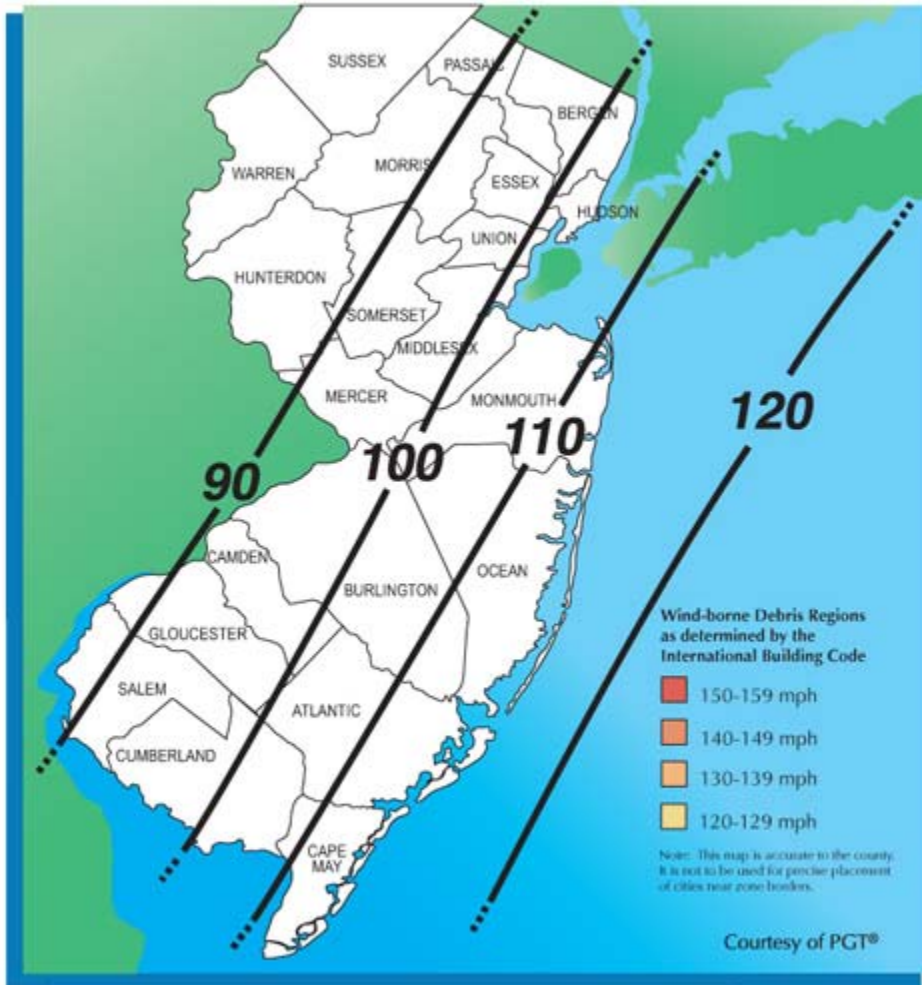 SUSSEX
PASSAIC
BERGEN
WARREN
MORRIS
ESSEX
HUDSON
UNION
HUNTERDON
SOMERSET
MIDDLESEX
MERCER
MONMOUTH
120
110
100
90
CAMDEN
OCEAN
BURLINGTON
GLOUCESTER
SALEM
ATLANTIC
CUMBERLAND
CAPE
MAY
Wind-borne Debris Regions
as determined by the
International Building Code
150-159 mph
140-149 mph
130-139 mph
120-129 mph
Note: This map is accurate to the county.
It is not to be used for precise placement
of cities near zone borders.
Courtesy of PGT®